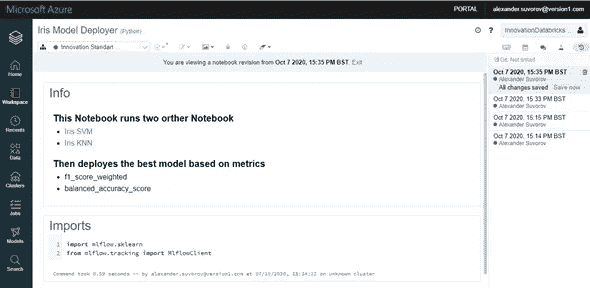 Microsoft Azure
PORTAL
alexander.suvorov@version1.com
Iris Model Deployer (Python)
InnovationDatabricks ...
Innovation Standart ...
You are viewing a notebook revision from Oct 7 2020, 15:35 PM BST. Exit
Git: Not linked
Home
Workspace
Recents
Data
Clusters
Jobs
Models
Search
Info
This Notebook runs two orther Notebook
Iris SVM
Iris KNN
Then deployes the best model based on metrics
f1_score_weighted
balanced_accuracy_score
Imports
1 import mlflow.sklearn
2 from mlflow.tracking import MlflowClient
Command took 0.59 seconds -- by alexander.suvorov@version1.com at on unknown cluster
Oct 7 2020, 15:35 PM BST
Alexander Suvorov
All changes saved Save now
Oct 7 2020, 15:33 PM BST
Alexander Suvorov
Oct 7 2020, 15:15 PM BST
Alexander Suvorov
Oct 7 2020, 15:14 PM BST
Alexander Suvorov